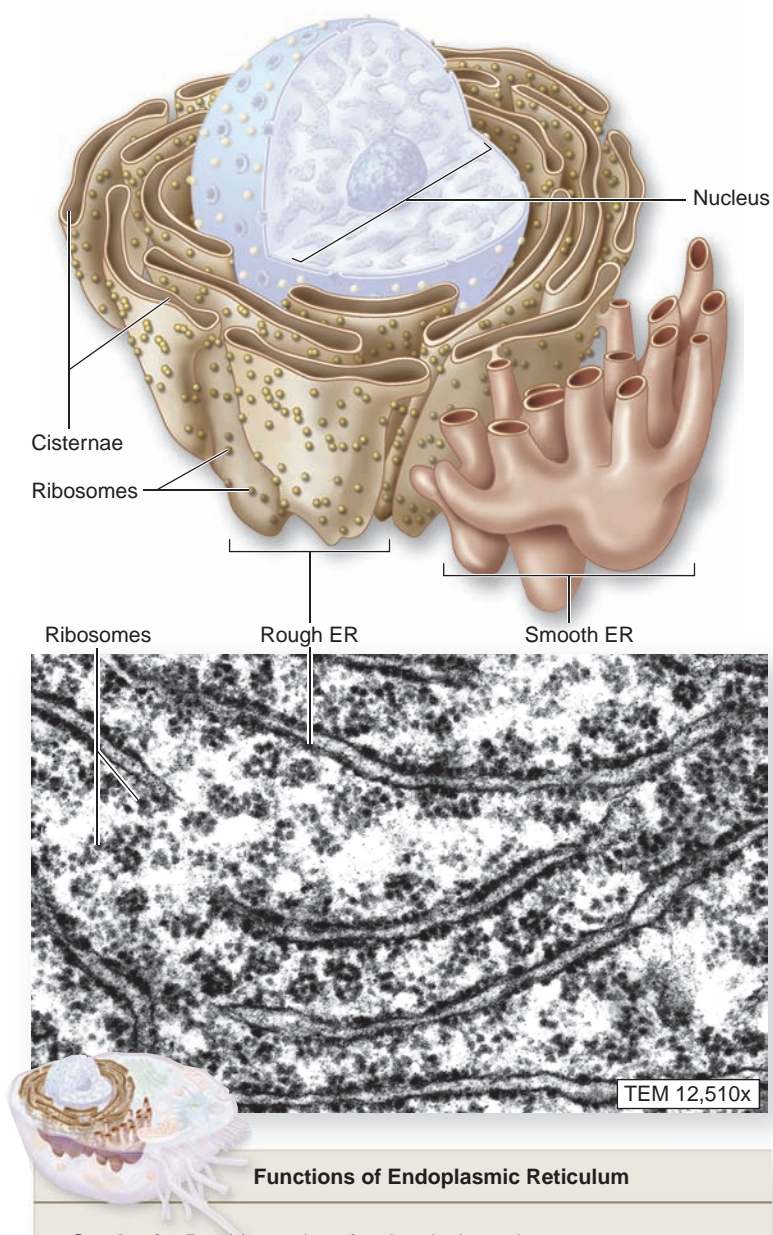 Nucleus
Cisternae
Ribosomes
Ribosomes
Rough ER
Smooth ER
TEM 12,510x
Functions of Endoplasmic Reticulum